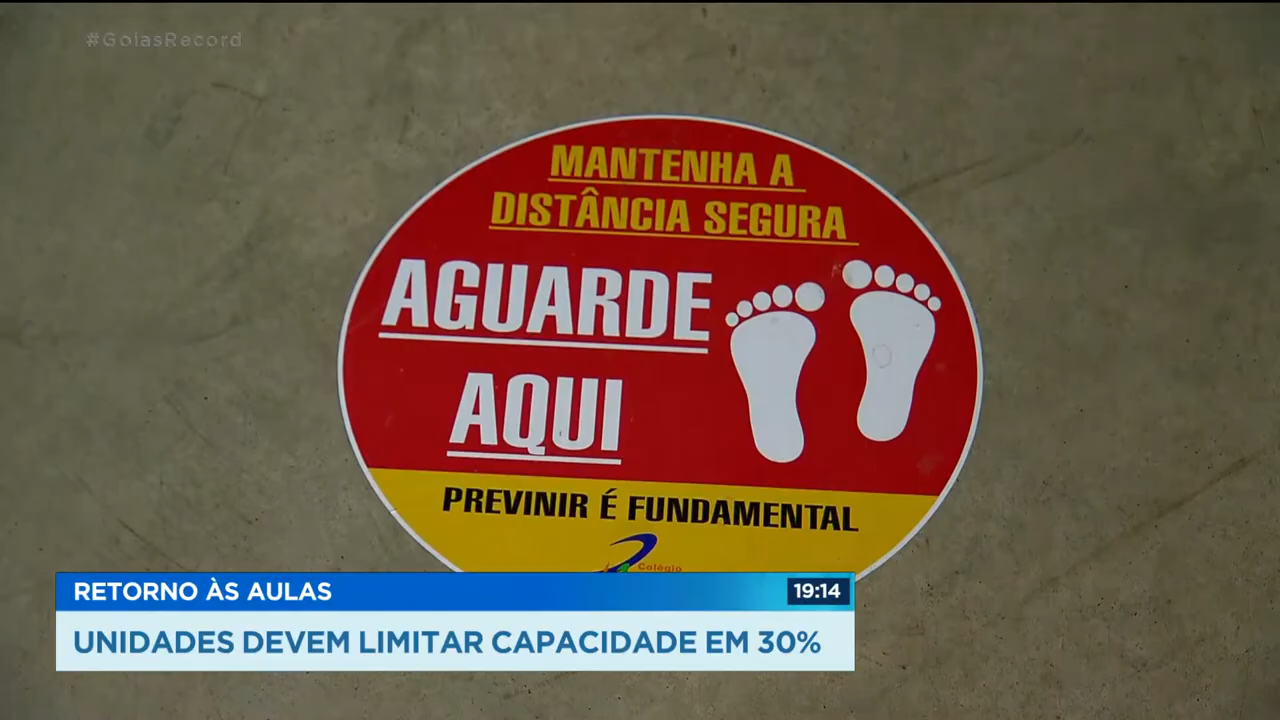 #GoiasRecord
MANTENHA A
DISTÂNCIA SEGURA
AGUARDE
AQUI
PREVINIR É FUNDAMENTAL
Colégio
RETORNO ÀS AULAS
19:14
UNIDADES DEVEM LIMITAR CAPACIDADE EM 30%